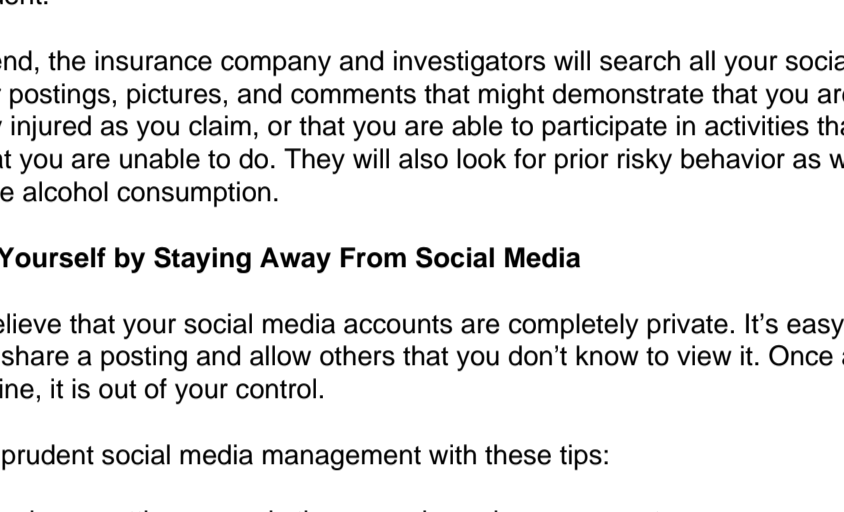 end, the insurance company and investigators will search all your socia
postings, pictures, and comments that might demonstrate that you ar
injured as you claim, or that you are able to participate in activities tha
at you are unable to do. They will also look for prior risky behavior as w
e alcohol consumption.
Yourself by Staying Away From Social Media
elieve that your social media accounts are completely private. It’s easy
share a posting and allow others that you don’t know to view it. Once a
ine, it is out of your control.
prudent social media management with these tips: